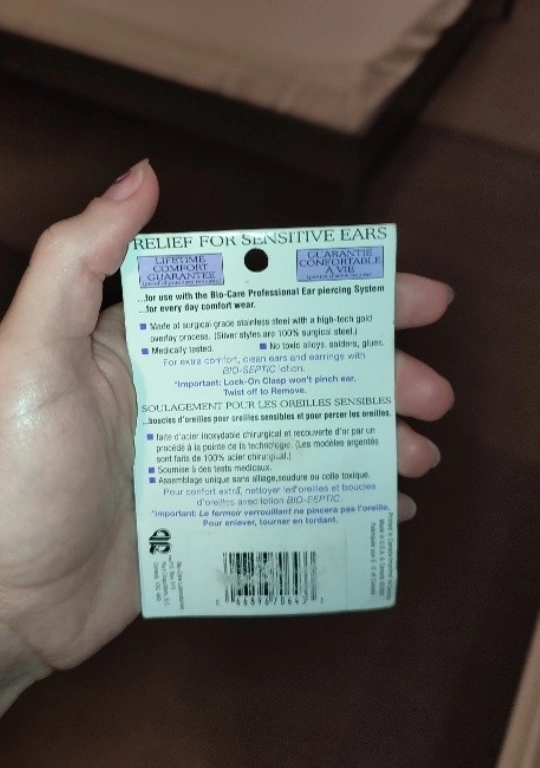 RELIEF FOR SENSITIVE EARS
LIFETIME
COMFORT
GUARANTEE
GUARANTIE
CONFORTABLE
A VIE
...for use with the Bio-Care Professional Ear piercing System
...for every day comfort wear.
Made of surgical grade stainless steel with a high-tech gold
overlay process. (Silver styles are 100% surgical steel.)
Medically tested.
No toxic alloys, solders, glues.
For extra comfort, clean ears and earrings with
BIO-SEPTIC lotion.
*Important: Lock-On Clasp won't pinch ear.
Twist off to Remove.
SOULAGEMENT POUR LES OREILLES SENSIBLES
...boucles d'oreilles pour oreilles sensibles et pour percer les oreilles.
faite d'acier inoxydable chirurgical et recouverte d'or par un
procédé à la pointe de la technologie. (Les modèles argentés
sont faits de 100% acier chirurgical.)
Soumise à des tests médicaux.
Assemblage unique sans alliage, soudure ou colle toxique.
Pour confort extra, nettoyer les oreilles et boucles
d'oreilles avec lotion BIO-SEPTIC.
*Important: Le fermoir verrouillant ne pincera pas l'oreille.
Pour enlever, tourner en tordant.